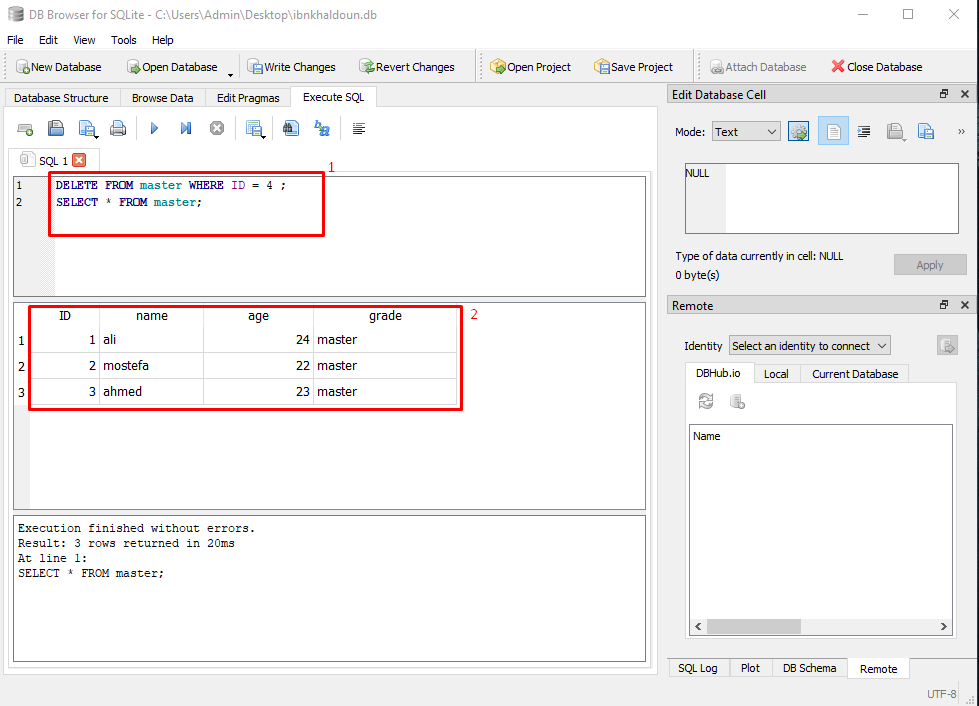 DB Browser for SQLite - C:\Users\Admin\Desktop\ibnkhaldoun.db
File Edit View Tools Help
New Database Open Database Write Changes Revert Changes Open Project Save Project Attach Database Close Database
Database Structure Browse Data Edit Pragmas Execute SQL
SQL 1
1
1 DELETE FROM master WHERE ID = 4 ;
2 SELECT * FROM master;
2
ID name age grade
1 1 ali 24 master
2 2 mostefa 22 master
3 3 ahmed 23 master
Execution finished without errors.
Result: 3 rows returned in 20ms
At line 1:
SELECT * FROM master;
Edit Database Cell
Mode: Text
NULL
Type of data currently in cell: NULL
0 byte(s)
Apply
Remote
Identity Select an identity to connect
DBHub.io Local Current Database
Name
SQL Log Plot DB Schema Remote
UTF-8